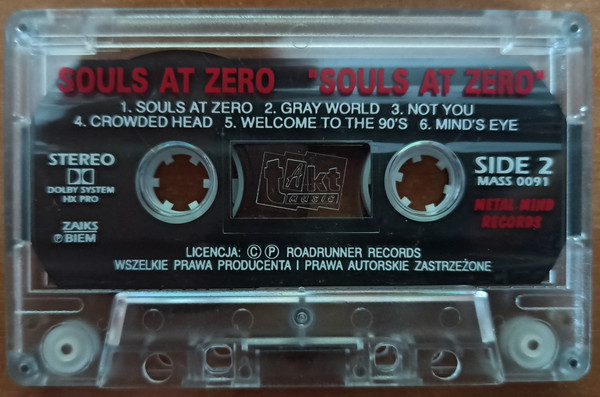 SOULS AT ZERO "SOULS AT ZERO"
1. SOULS AT ZERO 2. GRAY WORLD 3. NOT YOU
4. CROWDED HEAD 5. WELCOME TO THE 90'S 6. MIND'S EYE
STEREO
DOLBY SYSTEM
HX PRO
ZAIKS
Ⓟ BIEM
takt
music
SIDE 2
MASS 0091
METAL MIND
RECORDS
LICENCJA: Ⓒ Ⓟ ROADRUNNER RECORDS
WSZELKIE PRAWA PRODUCENTA I PRAWA AUTORSKIE ZASTRZEŻONE